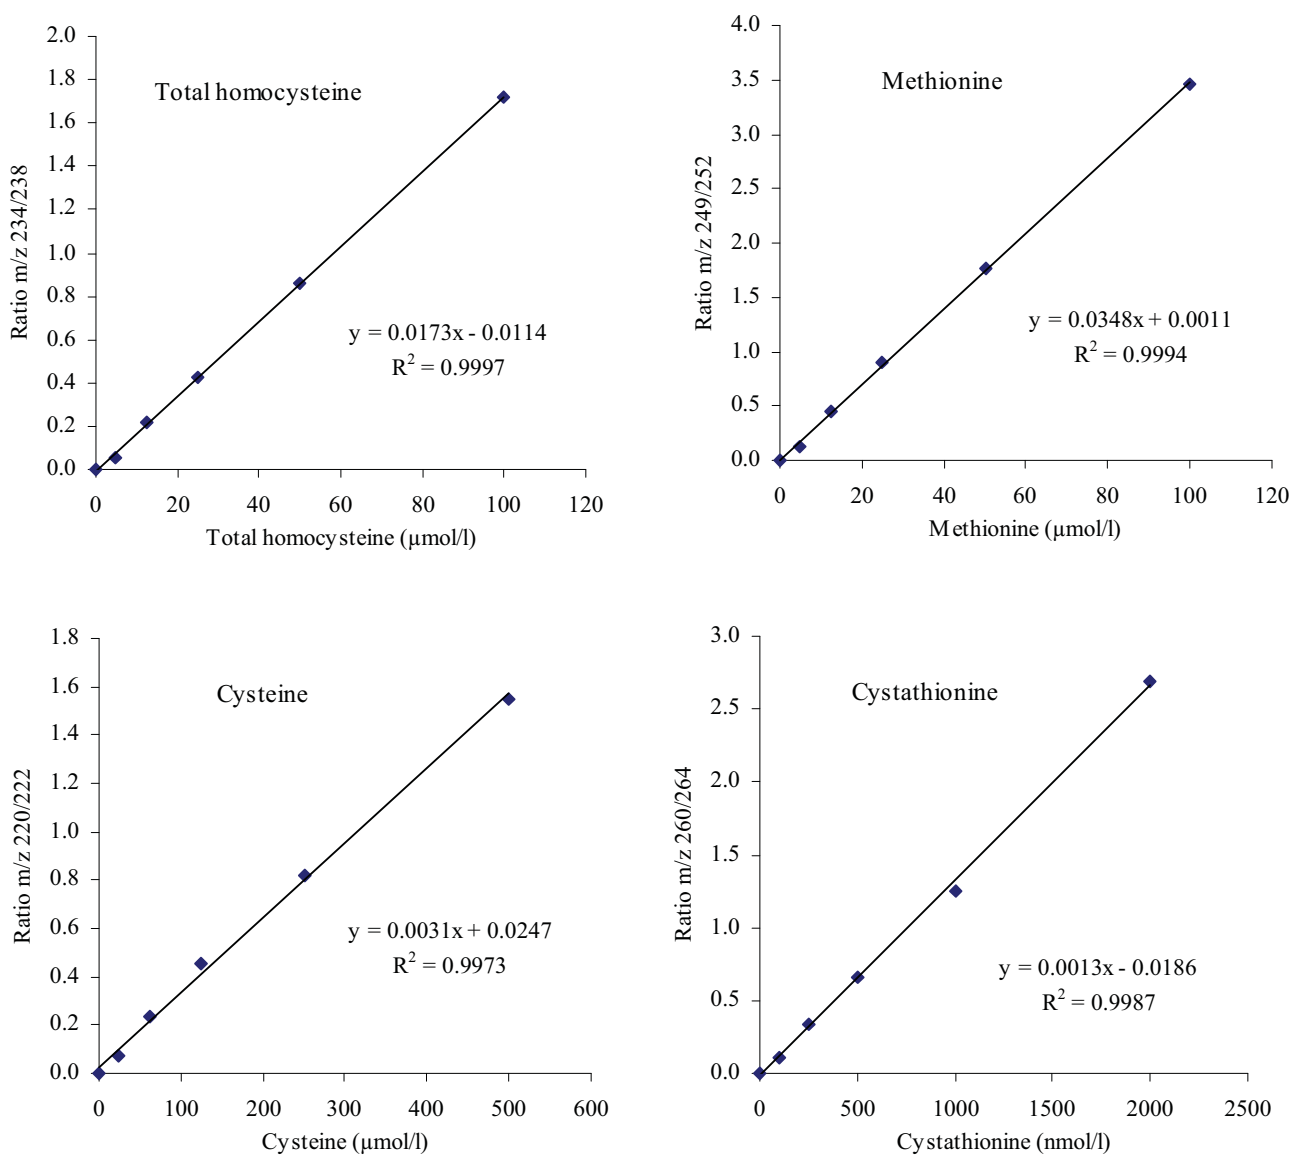 Total homocysteine
Ratio m/z 234/238
2.0
1.8
1.6
1.4
1.2
1.0
0.8
0.6
0.4
0.2
0.0
y = 0.0173x - 0.0114
R² = 0.9997
0 20 40 60 80 100 120
Total homocysteine (µmol/l)
Methionine
Ratio m/z 249/252
4.0
3.5
3.0
2.5
2.0
1.5
1.0
0.5
0.0
y = 0.0348x + 0.0011
R² = 0.9994
0 20 40 60 80 100 120
Methionine (µmol/l)
Cysteine
Ratio m/z 220/222
1.8
1.6
1.4
1.2
1.0
0.8
0.6
0.4
0.2
0.0
y = 0.0031x + 0.0247
R² = 0.9973
0 100 200 300 400 500 600
Cysteine (µmol/l)
Cystathionine
Ratio m/z 260/264
3.0
2.5
2.0
1.5
1.0
0.5
0.0
y = 0.0013x - 0.0186
R² = 0.9987
0 500 1000 1500 2000 2500
Cystathionine (nmol/l)